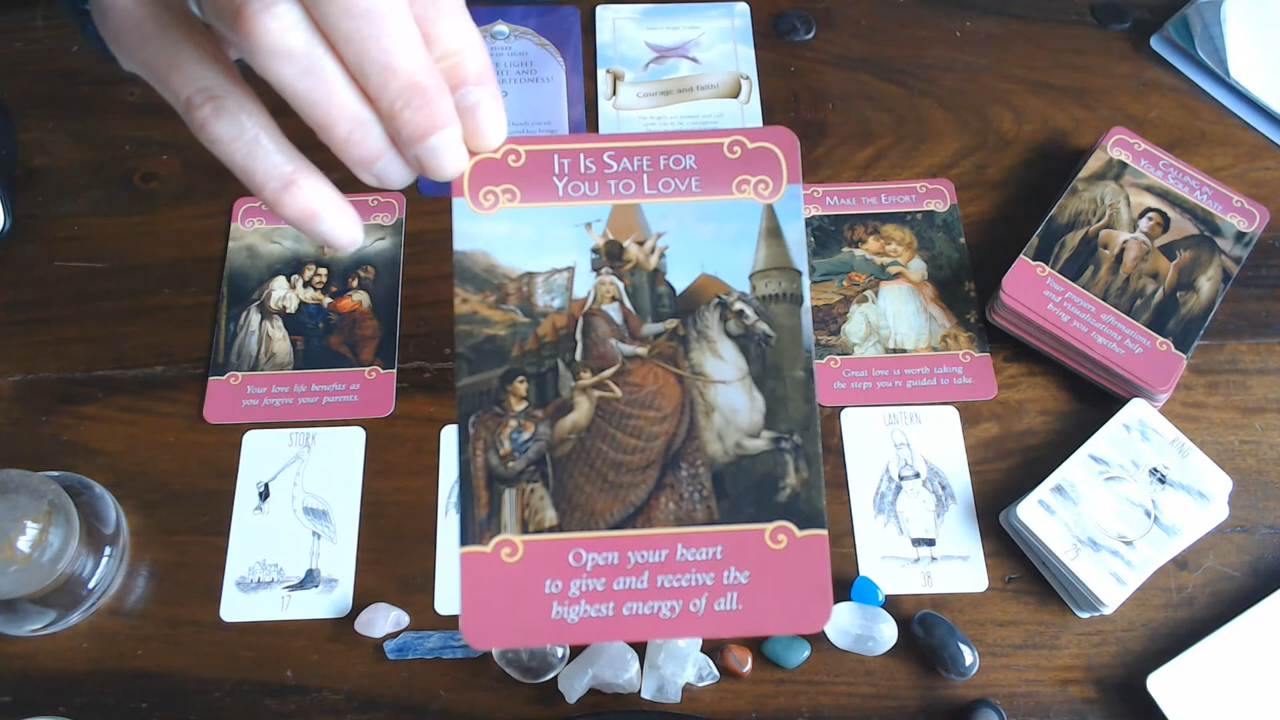 THREE
OF LIGHT
LIGHT
AND
Courage and Faith!
IT IS SAFE FOR
YOU TO LOVE
Open your heart
to give and receive the
highest energy of all.
Your love life benefits as
you forgive your parents.
MAKE THE EFFORT
Great love is worth taking
the steps you're guided to take.
CALLING IN
YOUR SOUL MATE
Your prayers, affirmations,
and visualizations help
bring you together.
STORK
17
LANTERN
38
RING
25